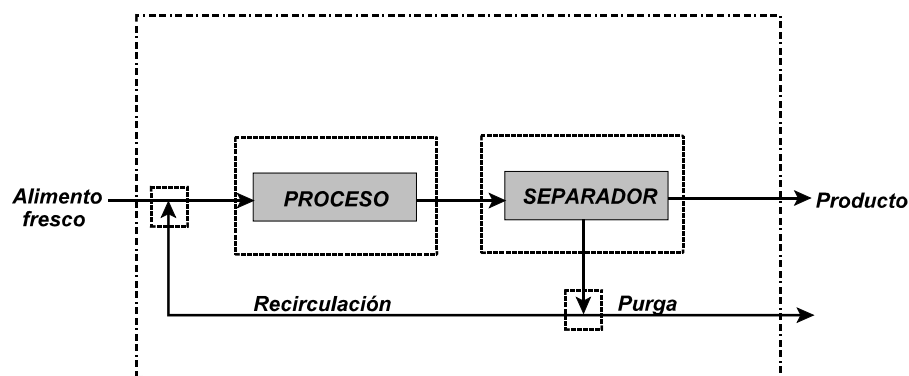 Alimento
fresco
PROCESO
SEPARADOR
Producto
Recirculación
Purga